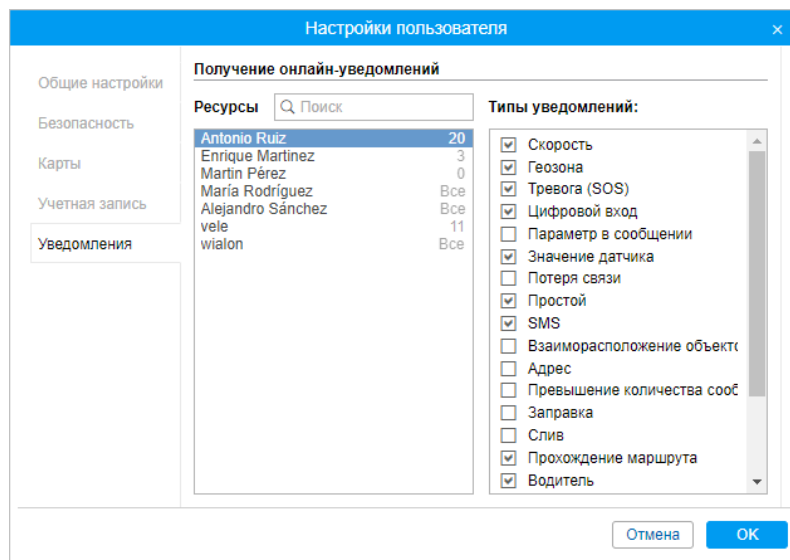 Настройки пользователя
Общие настройки
Безопасность
Карты
Учетная запись
Уведомления
Получение онлайн-уведомлений
Ресурсы Поиск
Antonio Ruiz 20
Enrique Martinez 3
Martin Pérez 0
María Rodríguez Все
Alejandro Sánchez Все
vele 11
wialon Все
Типы уведомлений:
Скорость
Геозона
Тревога (SOS)
Цифровой вход
Параметр в сообщении
Значение датчика
Потеря связи
Простой
SMS
Взаиморасположение объекто
Адрес
Превышение количества сооб
Заправка
Слив
Прохождение маршрута
Водитель
Отмена OK